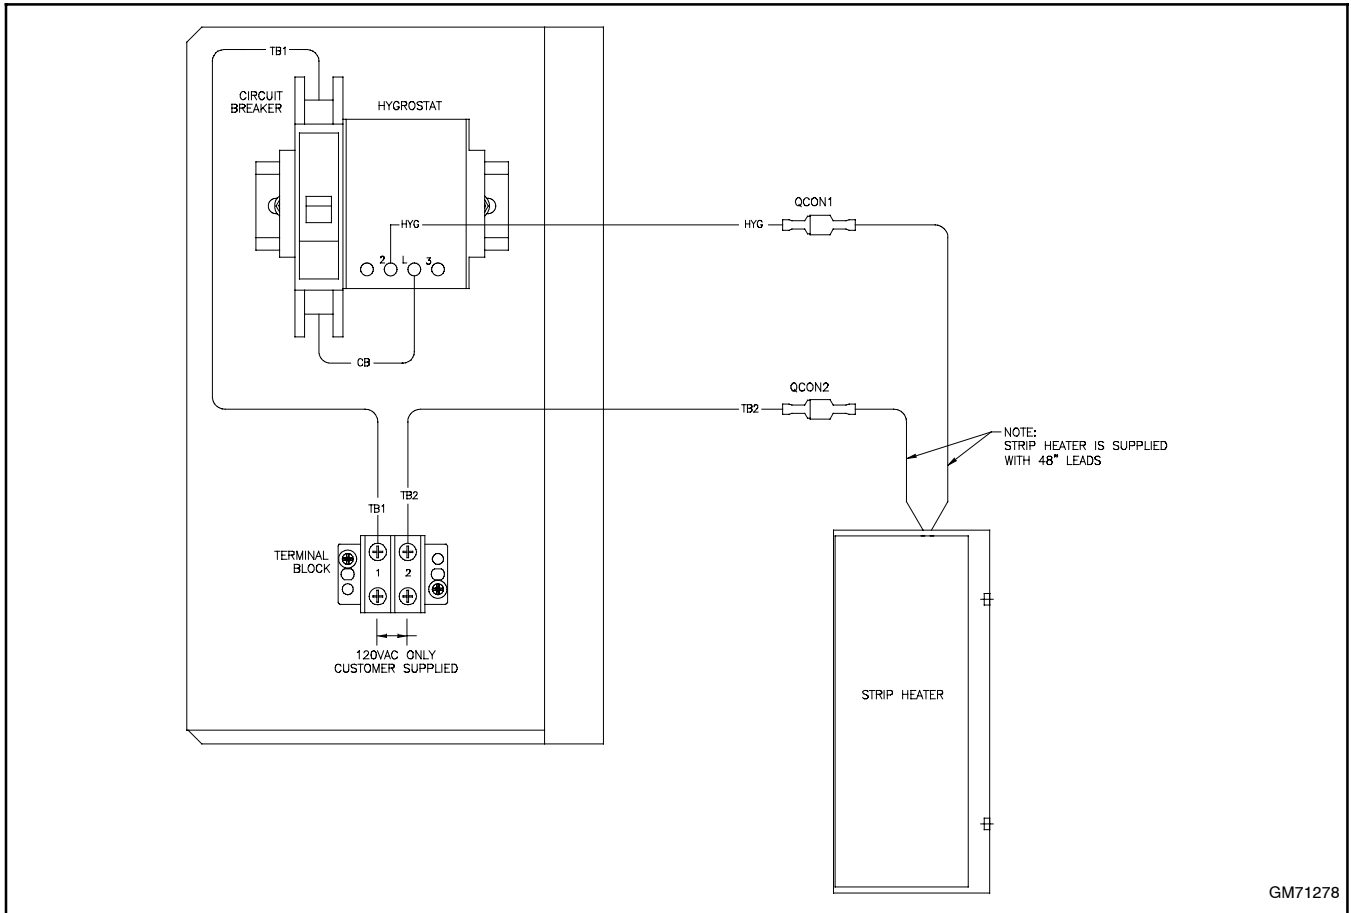 TB1
CIRCUIT
BREAKER
HYGROSTAT
QCON1
HYG
HYG
2 L 3
CB
QCON2
TB2
NOTE:
STRIP HEATER IS SUPPLIED
WITH 48" LEADS
TB2
TB1
TERMINAL
BLOCK
1 2
120VAC ONLY
CUSTOMER SUPPLIED
STRIP HEATER
GM71278